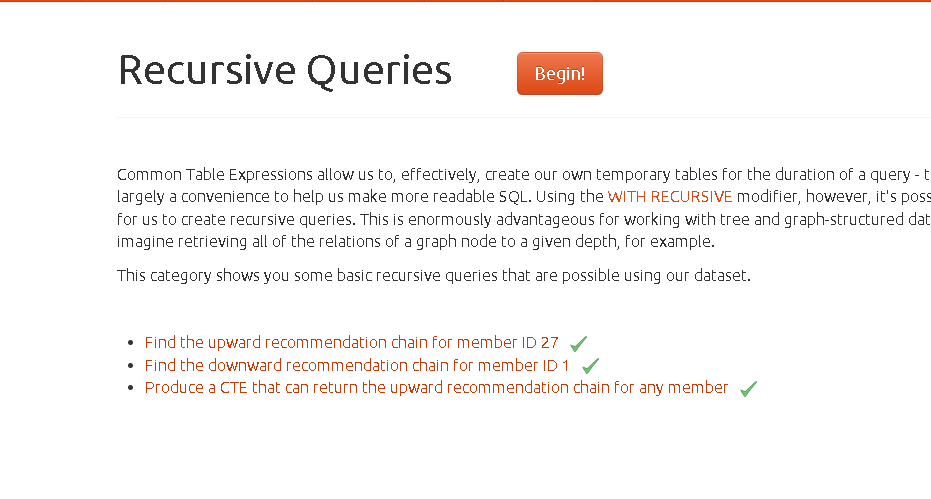 Recursive Queries
Begin!
Common Table Expressions allow us to, effectively, create our own temporary tables for the duration of a query -
largely a convenience to help us make more readable SQL. Using the WITH RECURSIVE modifier, however, it's
for us to create recursive queries. This is enormously advantageous for working with tree and graph-structured
imagine retrieving all of the relations of a graph node to a given depth, for example.
This category shows you some basic recursive queries that are possible using our dataset.
Find the upward recommendation chain for member ID 27
Find the downward recommendation chain for member ID 1
Produce a CTE that can return the upward recommendation chain for any member